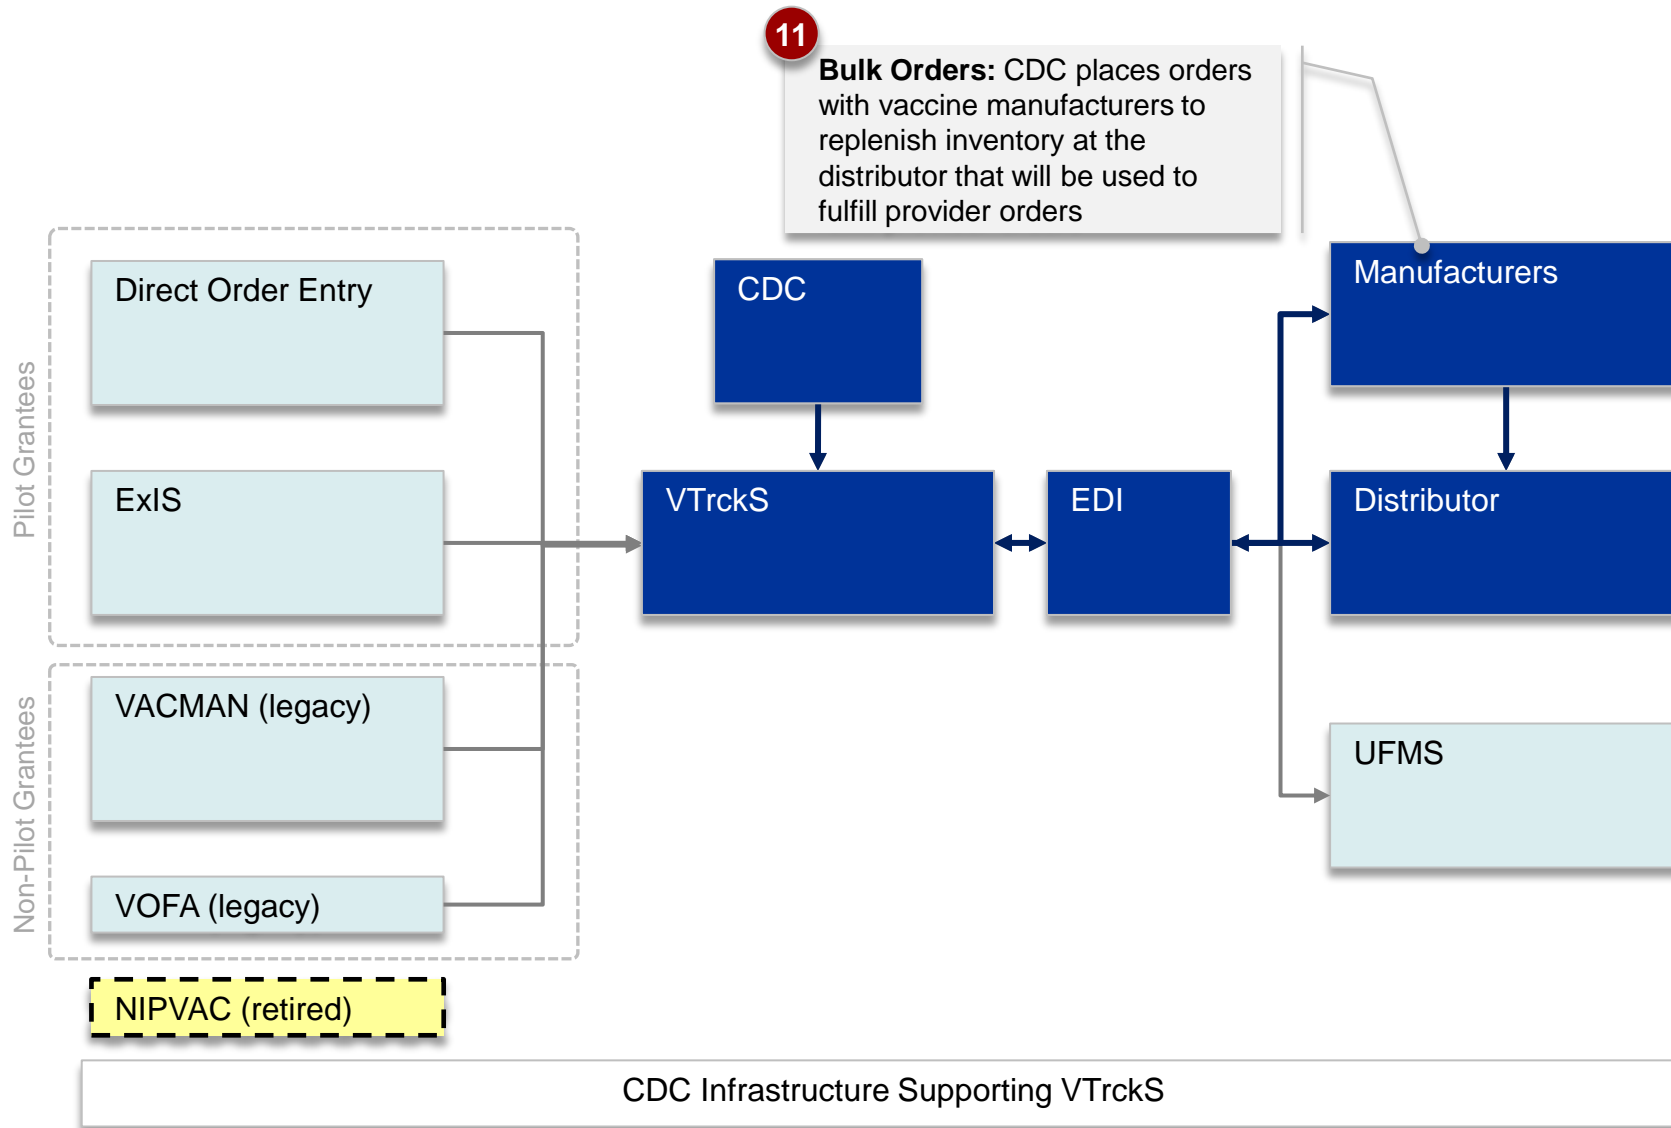 11
Bulk Orders: CDC places orders
with vaccine manufacturers to
replenish inventory at the
distributor that will be used to
fulfill provider orders
Pilot Grantees
Direct Order Entry
CDC
Manufacturers
ExIS
VTrckS
EDI
Distributor
Non-Pilot Grantees
VACMAN (legacy)
UFMS
VOFA (legacy)
NIPVAC (retired)
CDC Infrastructure Supporting VTrckS